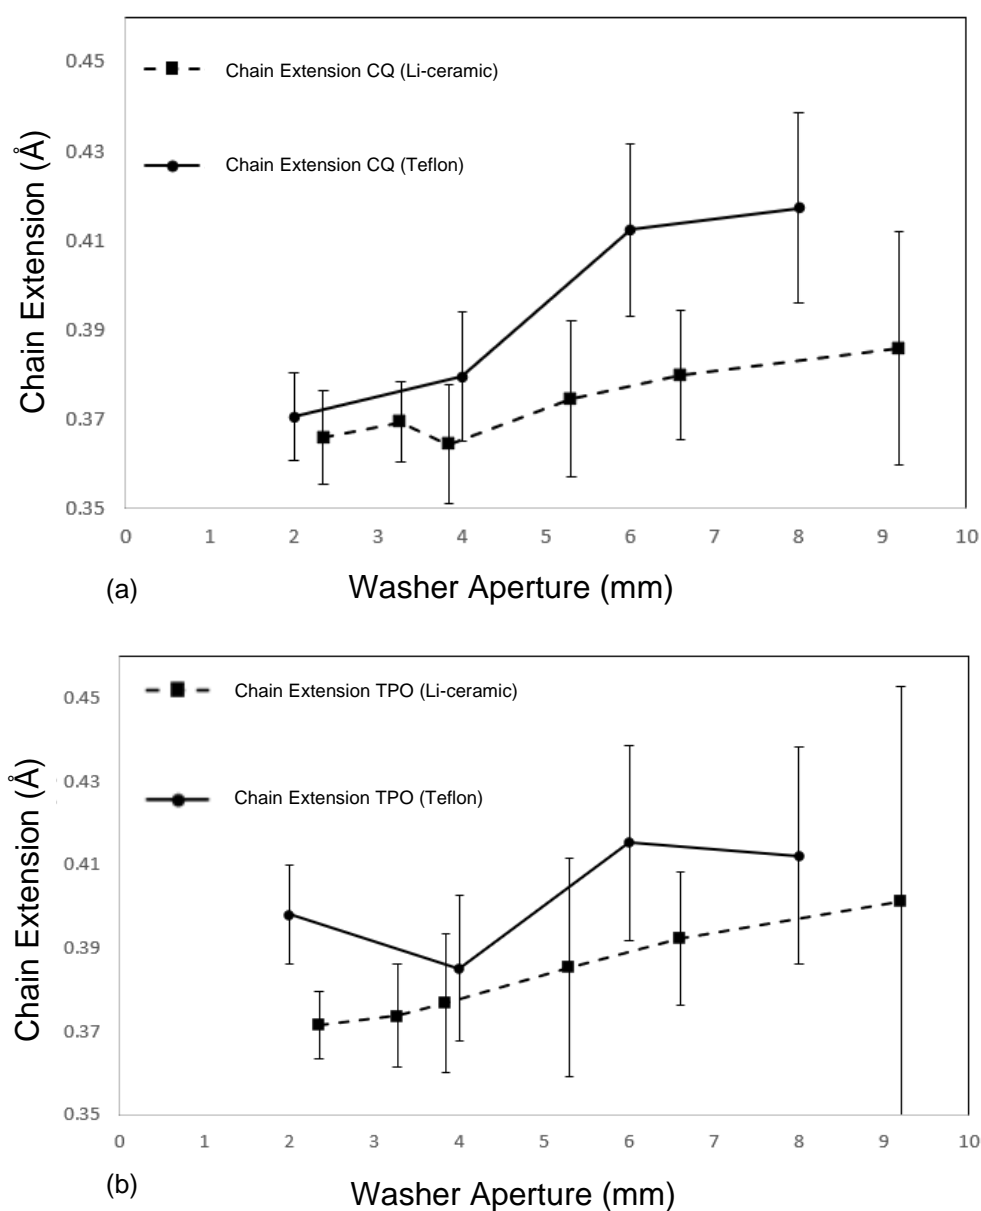 0.45
Chain Extension CQ (Li-ceramic)
0.43
Chain Extension CQ (Teflon)
0.41
0.39
0.37
0.35
Chain Extension (Å)
0 1 2 3 4 5 6 7 8 9 10
(a)
Washer Aperture (mm)
0.45
Chain Extension TPO (Li-ceramic)
0.43
Chain Extension TPO (Teflon)
0.41
0.39
0.37
0.35
Chain Extension (Å)
0 1 2 3 4 5 6 7 8 9 10
(b)
Washer Aperture (mm)